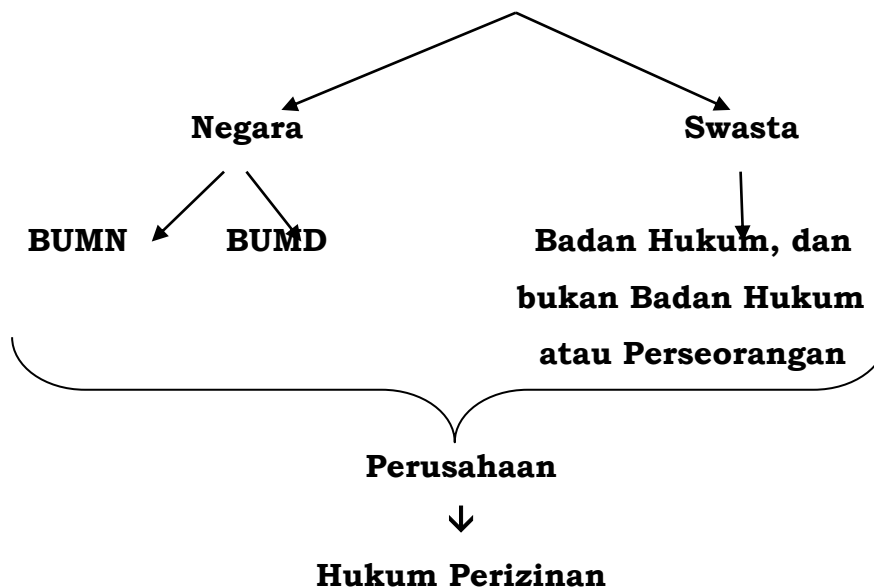 Negara Swasta
BUMN BUMD Badan Hukum, dan
bukan Badan Hukum
atau Perseorangan
Perusahaan
Hukum Perizinan